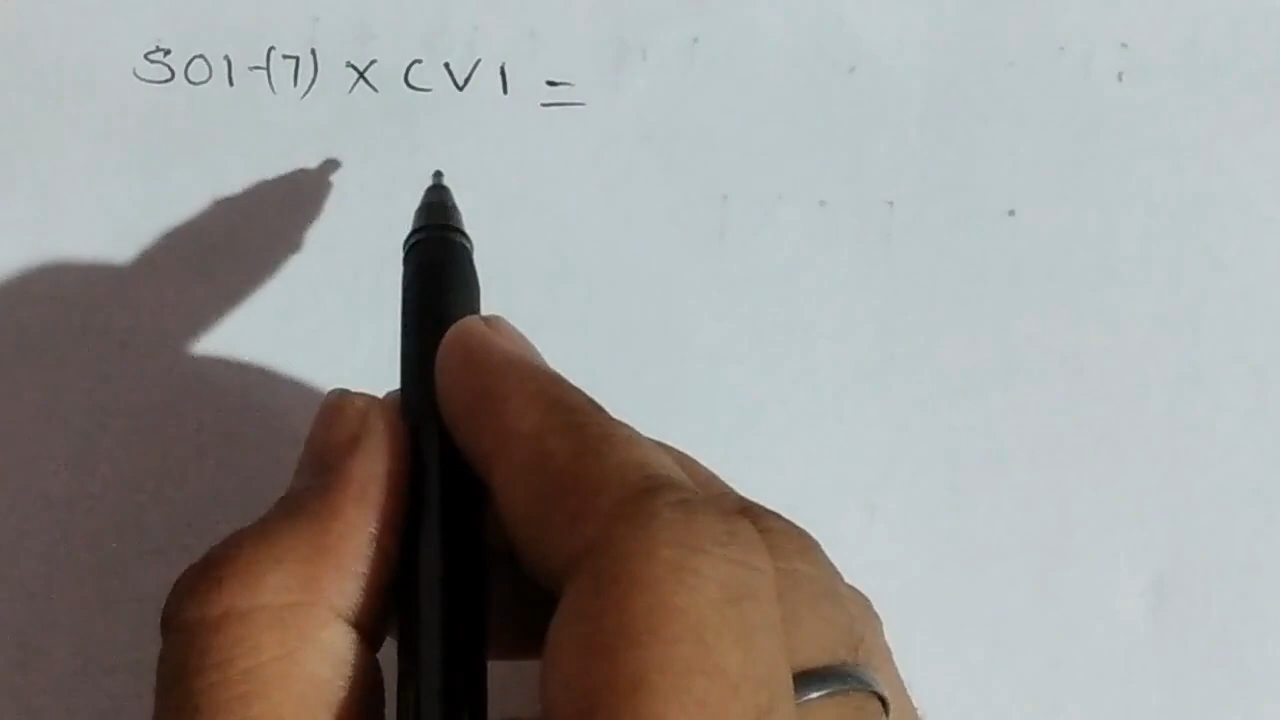 SOI-(7) X CVI =